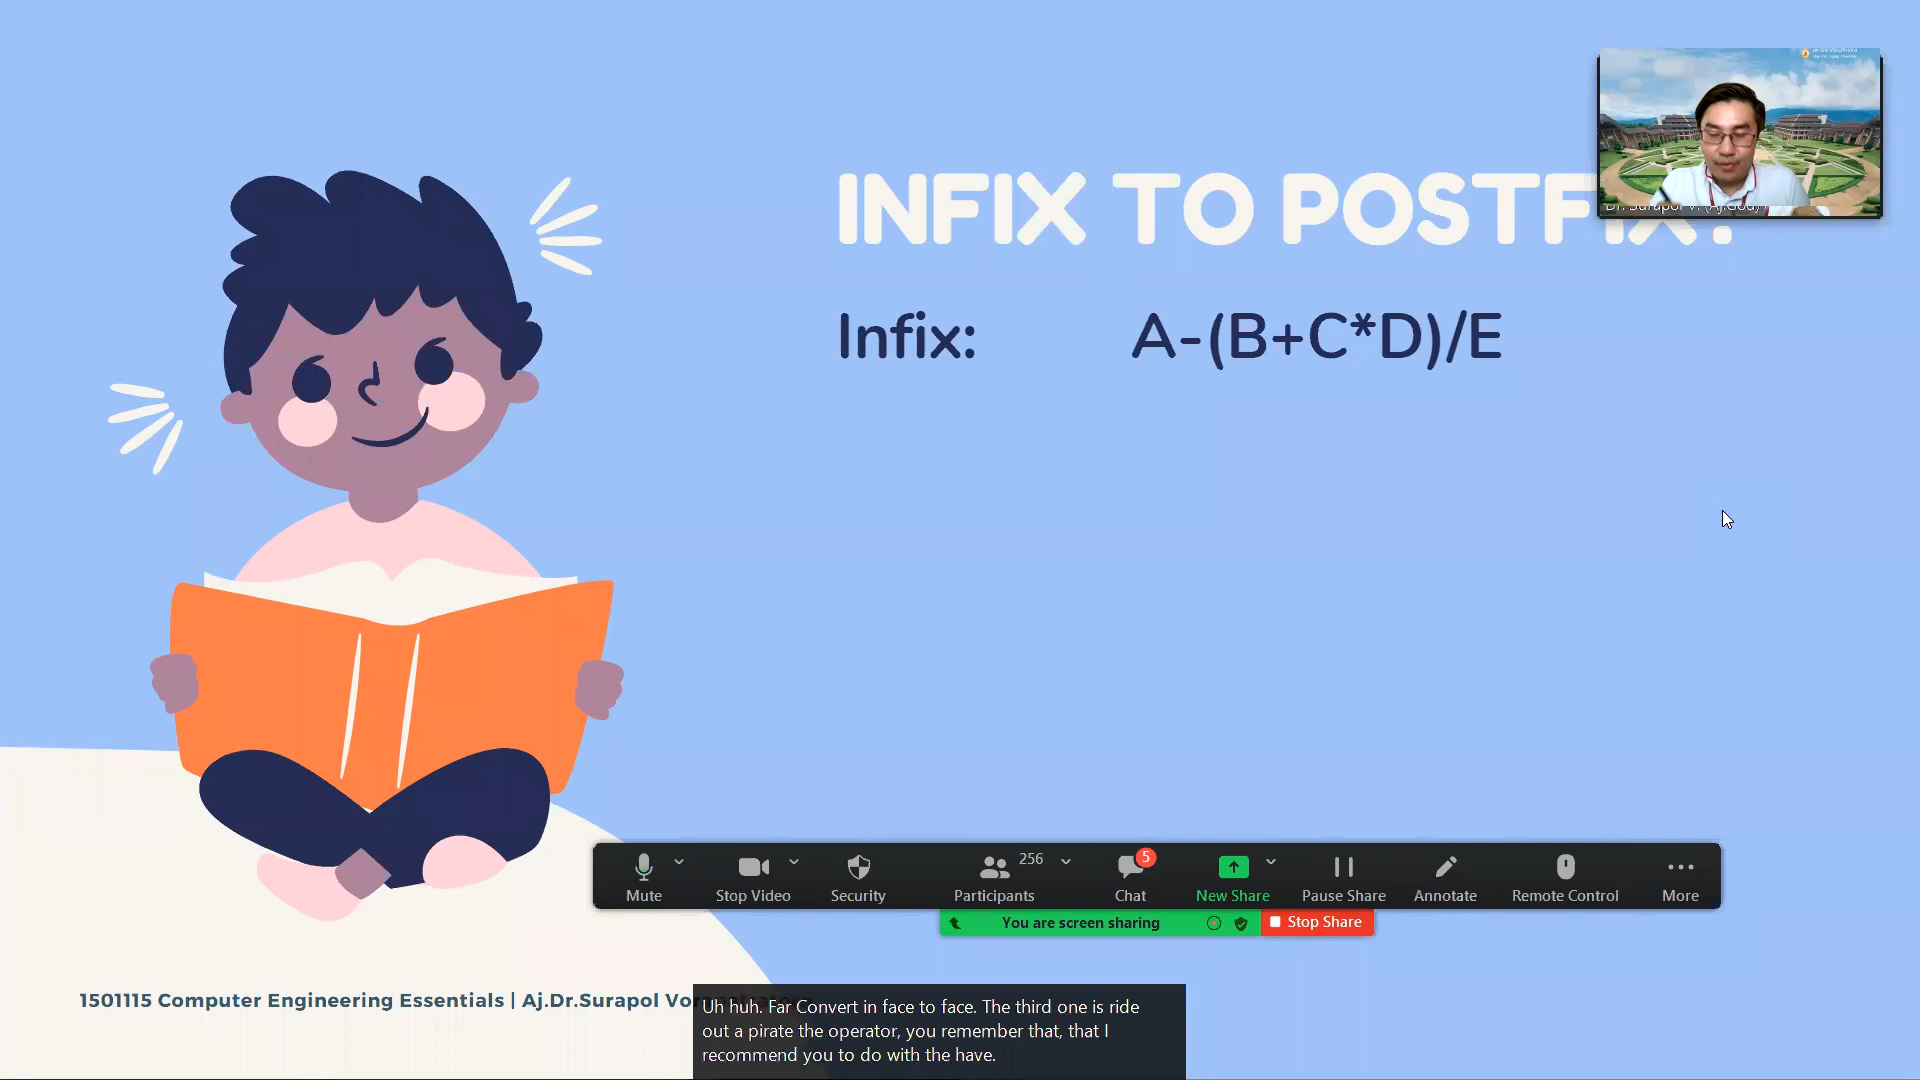 INFIX TO POSTFIX?
Infix: A-(B+C*D)/E
256
5
Mute
Stop Video
Security
Participants
Chat
New Share
Pause Share
Annotate
Remote Control
More
You are screen sharing
Stop Share
1501115 Computer Engineering Essentials | Aj.Dr.Surapol
Uh huh. Far Convert in face to face. The third one is ride
out a pirate the operator, you remember that, that I
recommend you to do with the have.